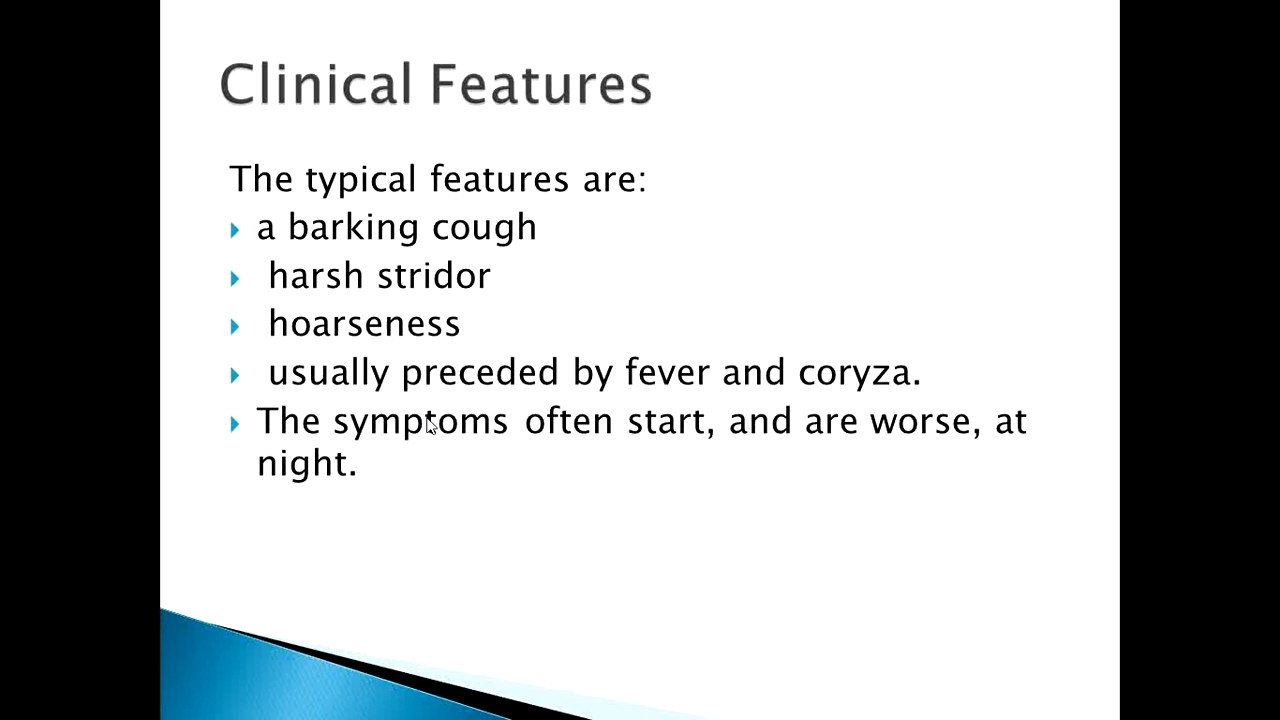 Clinical Features
The typical features are:
a barking cough
harsh stridor
hoarseness
usually preceded by fever and coryza.
The symptoms often start, and are worse, at
night.